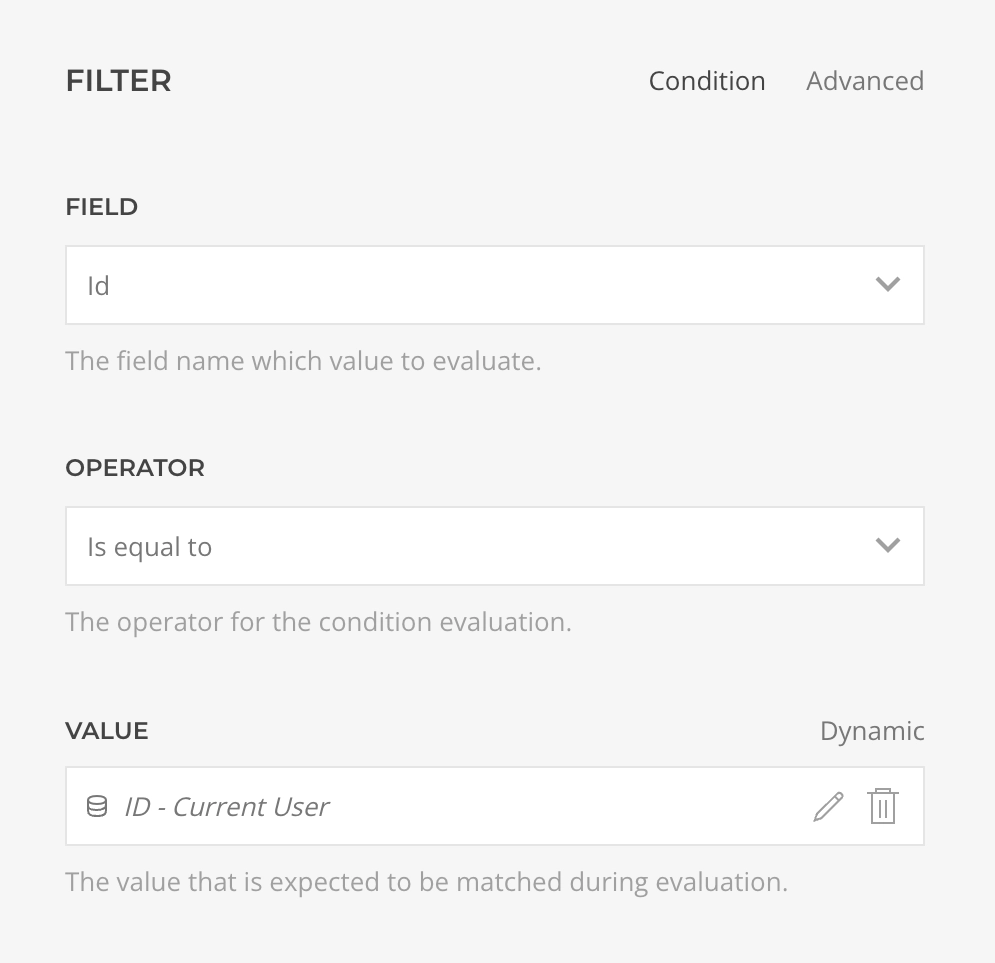 FILTER Condition Advanced
FIELD
Id
The field name which value to evaluate.
OPERATOR
Is equal to
The operator for the condition evaluation.
VALUE Dynamic
ID - Current User
The value that is expected to be matched during evaluation.